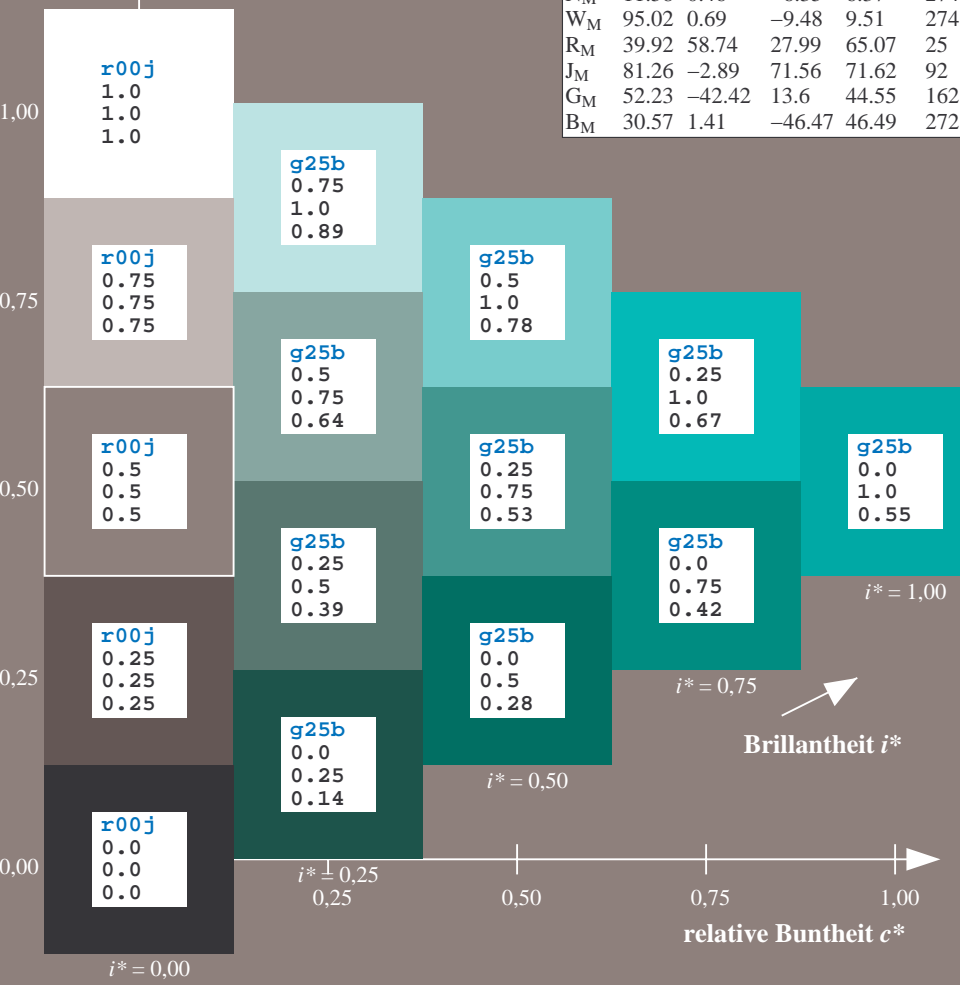 W_M 95.02 0.69 –9.48 9.51 274
R_M 39.92 58.74 27.99 65.07 25
J_M 81.26 –2.89 71.56 71.62 92
G_M 52.23 –42.42 13.6 44.55 162
B_M 30.57 1.41 –46.47 46.49 272
1,00
r00j
1.0
1.0
1.0
g25b
0.75
1.0
0.89
0,75
r00j
0.75
0.75
0.75
g25b
0.5
1.0
0.78
g25b
0.5
0.75
0.64
g25b
0.25
1.0
0.67
0,50
r00j
0.5
0.5
0.5
g25b
0.25
0.75
0.53
g25b
0.0
1.0
0.55
g25b
0.25
0.5
0.39
g25b
0.0
0.75
0.42
i* = 1,00
0,25
r00j
0.25
0.25
0.25
g25b
0.0
0.5
0.28
i* = 0,75
g25b
0.0
0.25
0.14
Brillantheit i*
i* = 0,50
0,00
r00j
0.0
0.0
0.0
i* = 0,25
0,25 0,50 0,75 1,00
relative Buntheit c*
i* = 0,00